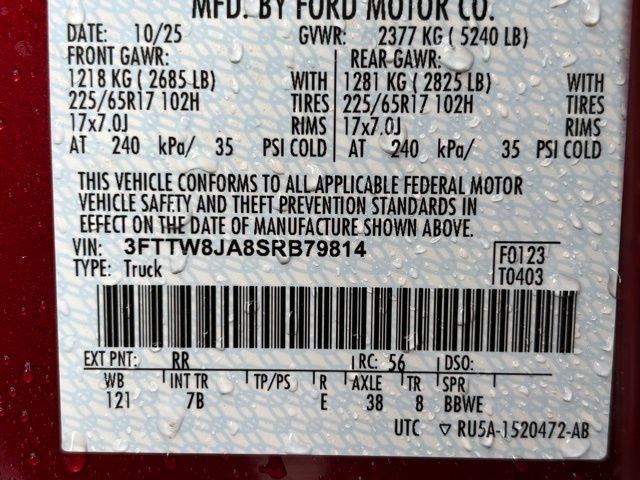 MFD. BY FORD MOTOR CO.
DATE: 10/25 GVWR: 2377 KG ( 5240 LB)
FRONT GAWR: REAR GAWR:
1218 KG ( 2685 LB) WITH 1281 KG ( 2825 LB) WITH
225/65R17 102H TIRES 225/65R17 102H TIRES
17x7.0J RIMS 17x7.0J RIMS
AT 240 kPa/ 35 PSI COLD AT 240 kPa/ 35 PSI COLD
THIS VEHICLE CONFORMS TO ALL APPLICABLE FEDERAL MOTOR
VEHICLE SAFETY AND THEFT PREVENTION STANDARDS IN
EFFECT ON THE DATE OF MANUFACTURE SHOWN ABOVE.
VIN: 3FTTW8JA8SRB79814 F0123
TYPE: Truck T0403
EXT PNT: RR RC: 56 DSO:
WB INT TR TP/PS R AXLE TR SPR
121 7B E 38 8 BBWE
UTC ▽ RU5A-1520472-AB